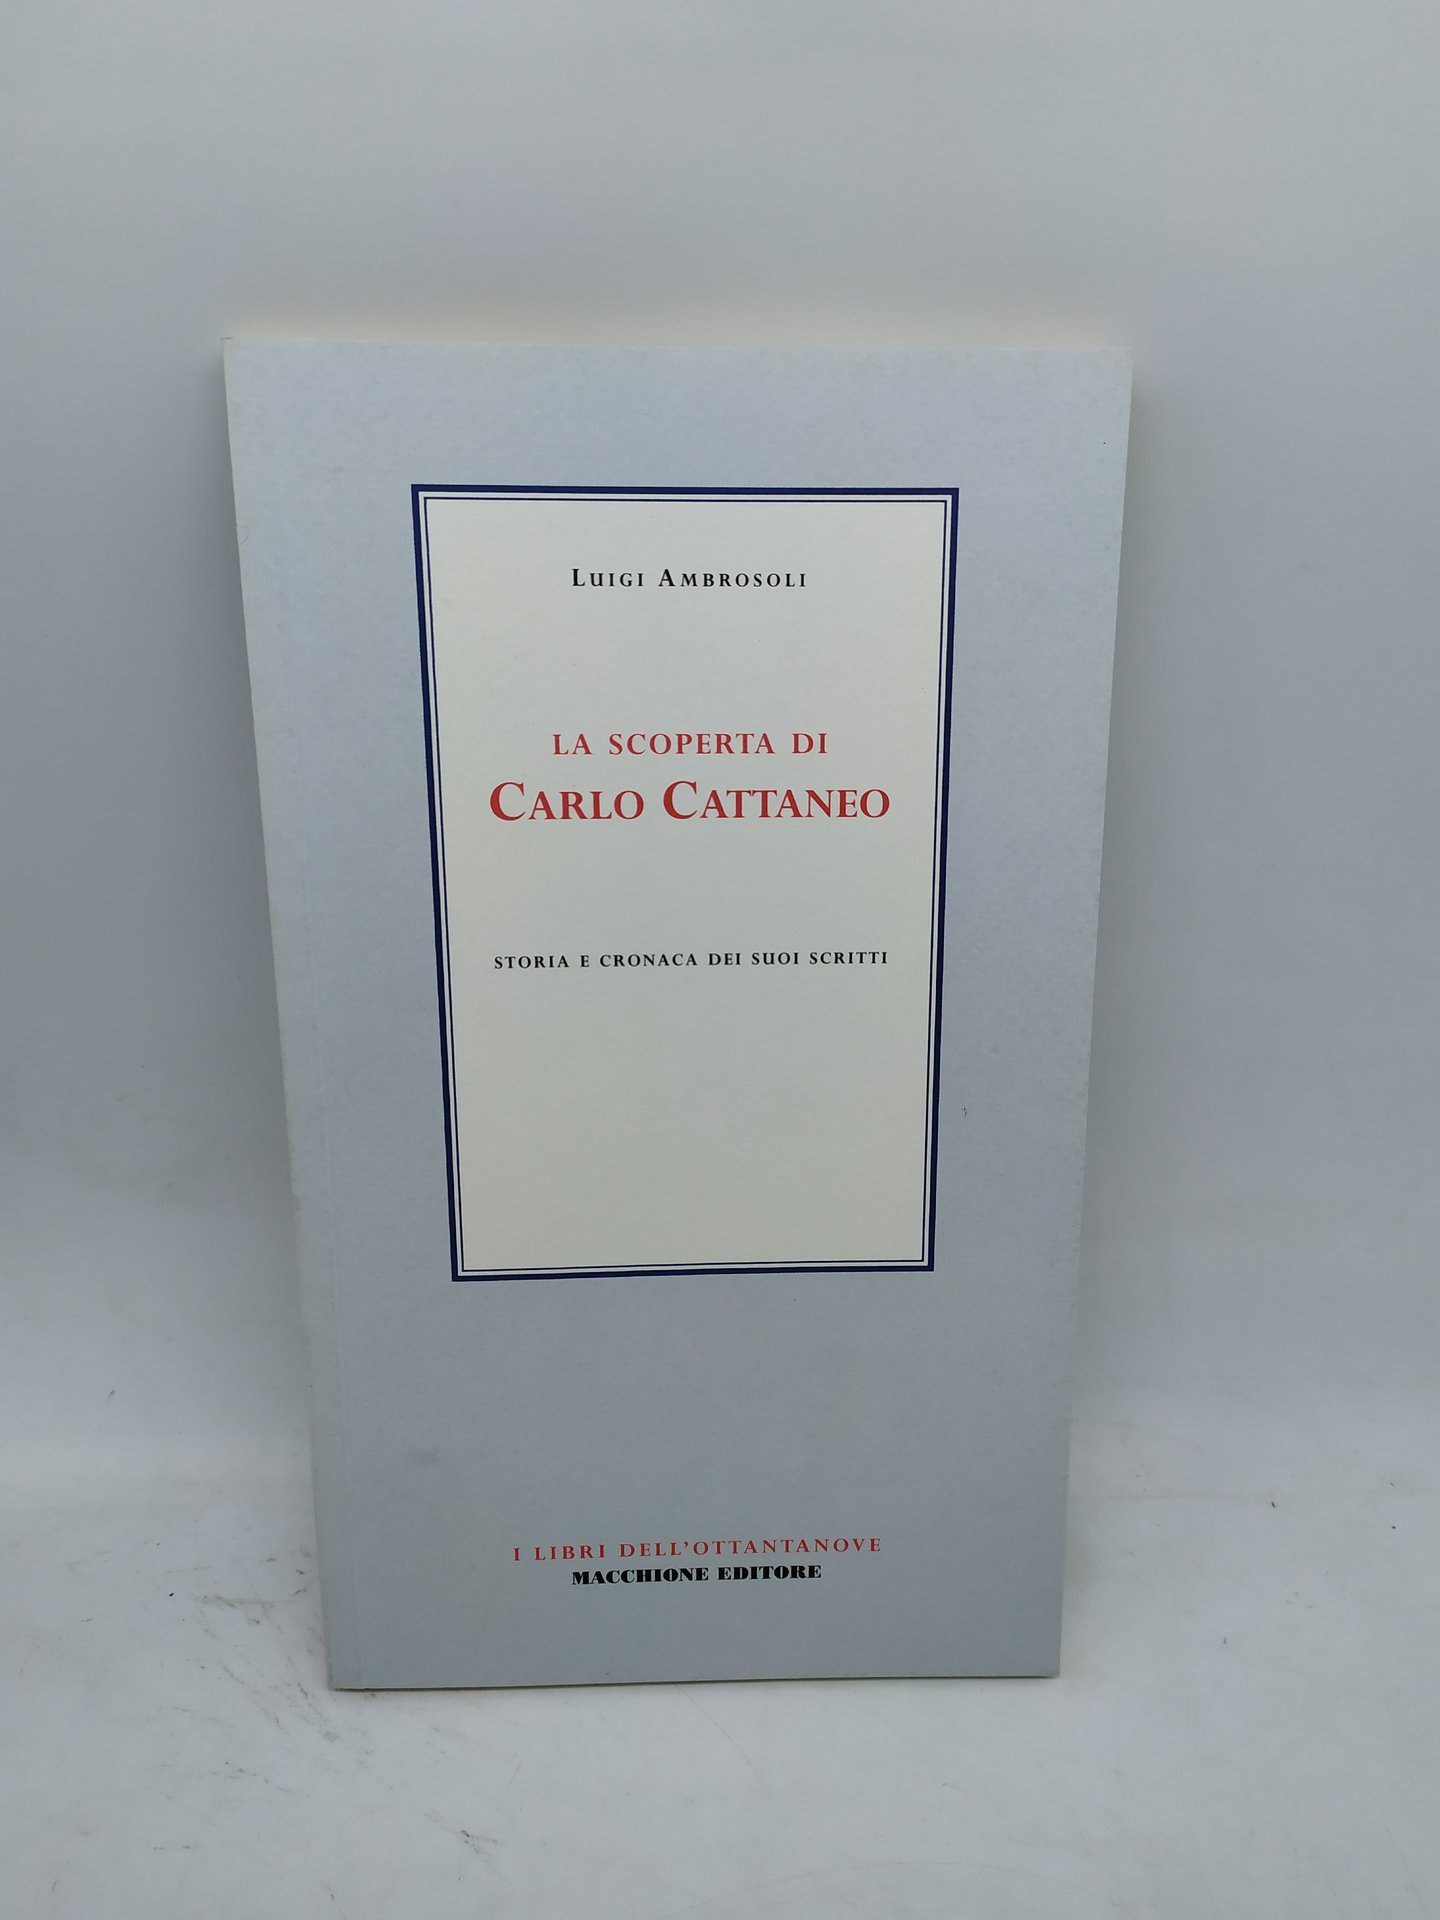 Luigi Ambrosoli
LA SCOPERTA DI
CARLO CATTANEO
STORIA E CRONACA DEI SUOI SCRITTI
I LIBRI DELL'OTTANTANOVE
MACCHIONE EDITORE